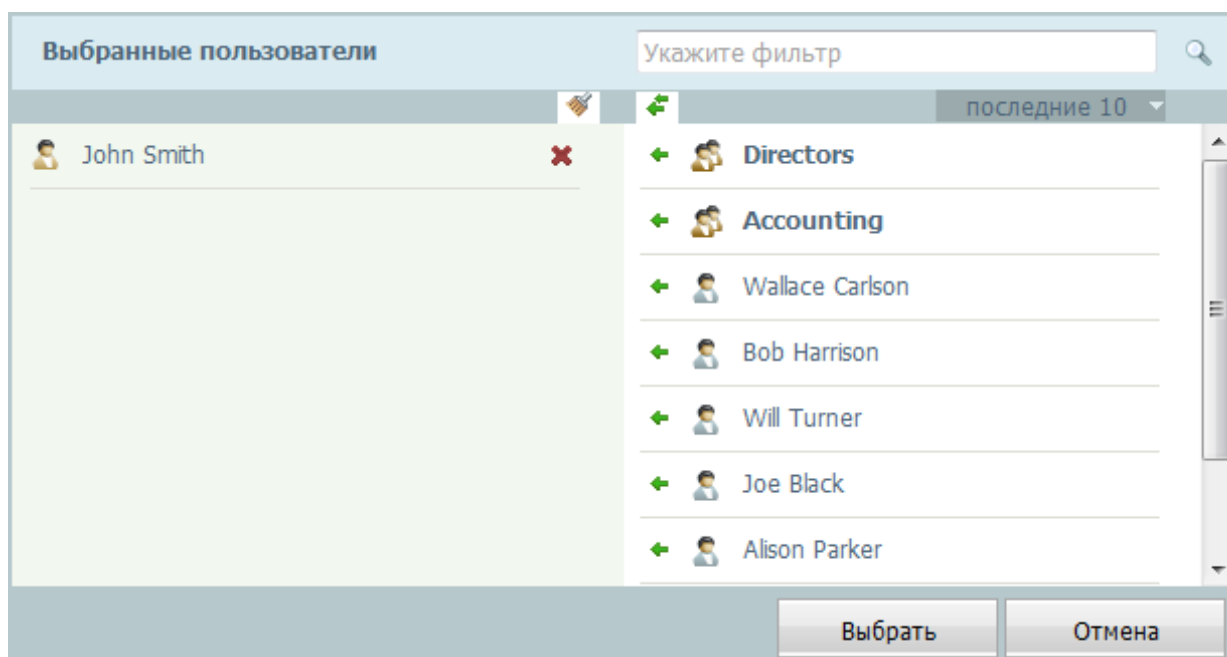 Выбранные пользователи
Укажите фильтр
последние 10
John Smith
Directors
Accounting
Wallace Carlson
Bob Harrison
Will Turner
Joe Black
Alison Parker
Выбрать
Отмена